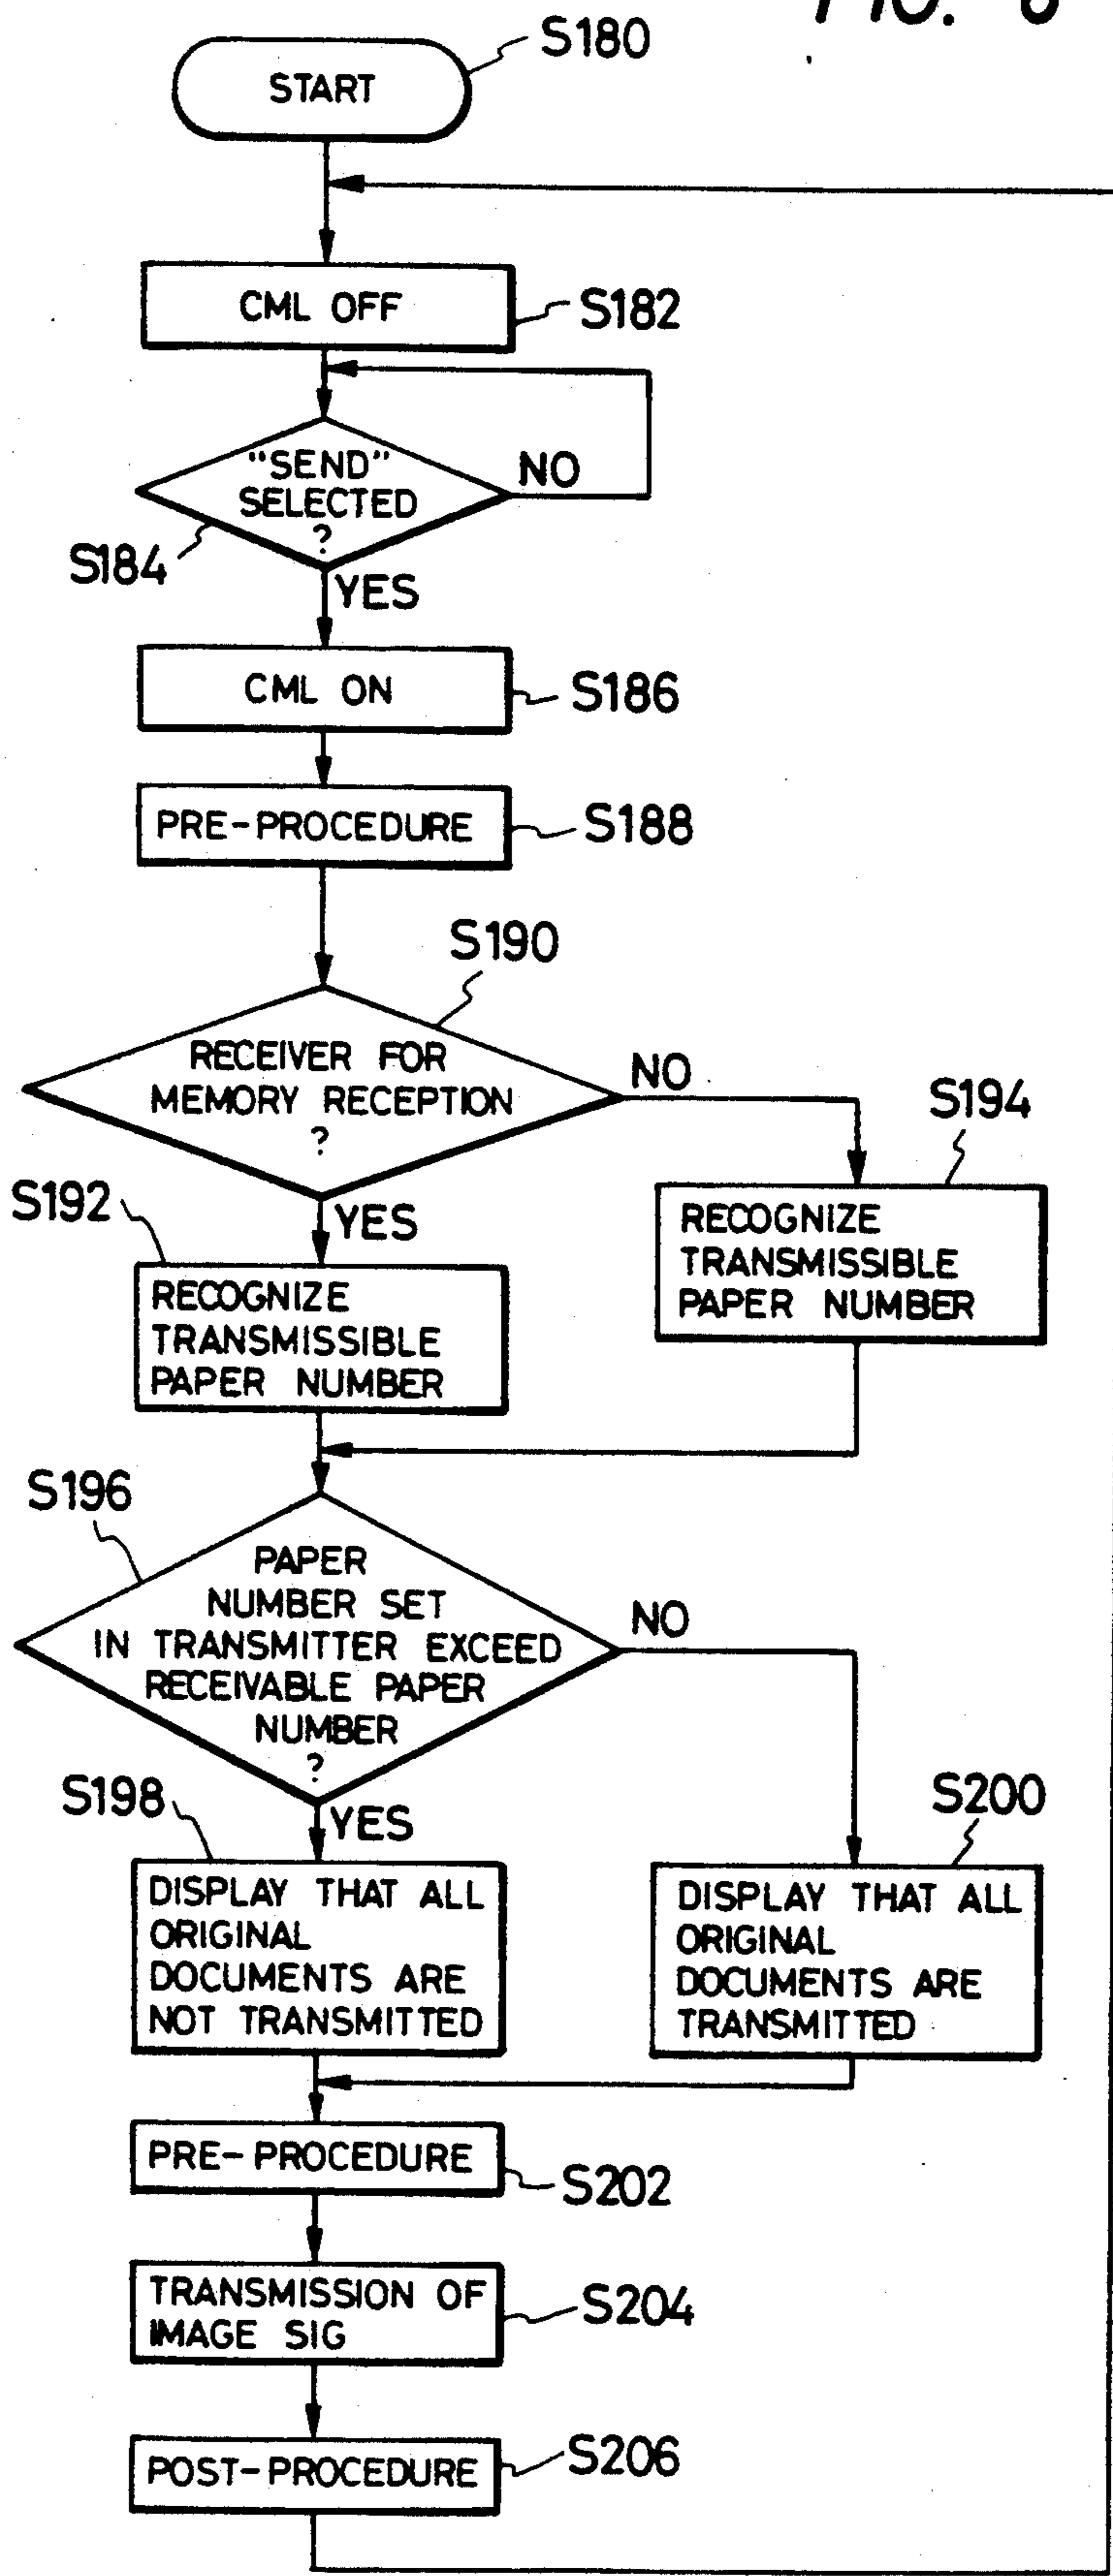 FIG. 6
S180
START
CML OFF
S182
"SEND"
SELECTED
?
NO
S184
YES
CML ON
S186
PRE-PROCEDURE
S188
S190
RECEIVER FOR
MEMORY RECEPTION
?
NO
S194
S192
YES
RECOGNIZE
TRANSMISSIBLE
PAPER NUMBER
RECOGNIZE
TRANSMISSIBLE
PAPER NUMBER
S196
PAPER
NUMBER SET
IN TRANSMITTER EXCEED
RECEIVABLE PAPER
NUMBER
?
NO
S198
YES
S200
DISPLAY THAT ALL
ORIGINAL
DOCUMENTS ARE
NOT TRANSMITTED
DISPLAY THAT ALL
ORIGINAL
DOCUMENTS ARE
TRANSMITTED
PRE-PROCEDURE
S202
TRANSMISSION OF
IMAGE SIG
S204
POST-PROCEDURE
S206